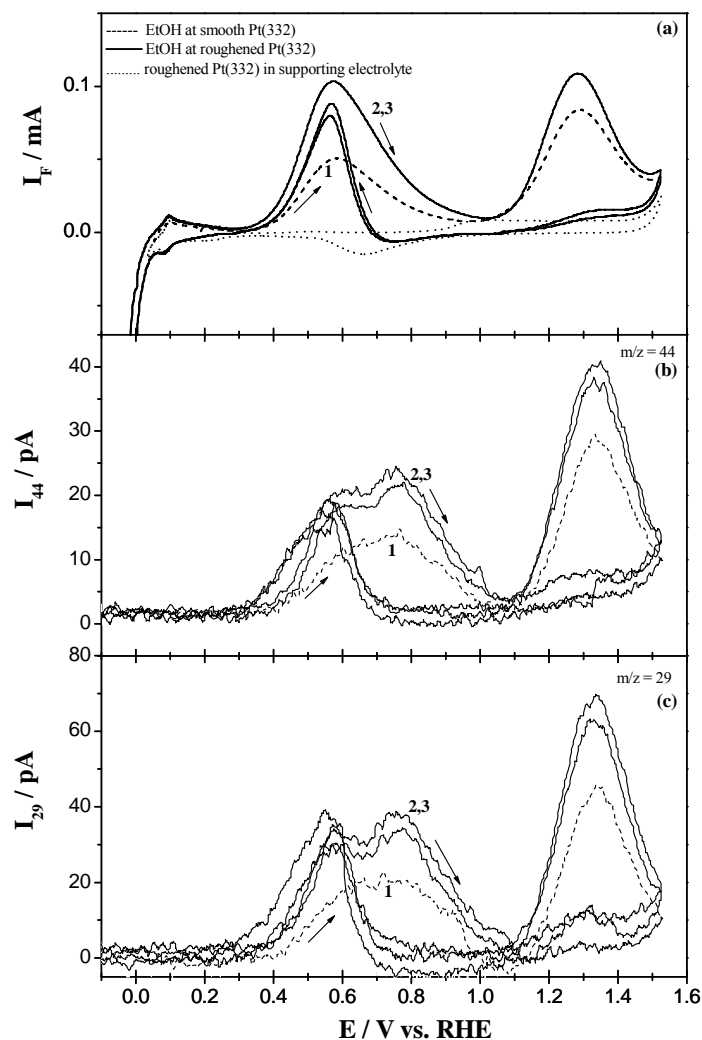 EtOH at smooth Pt(332)
EtOH at roughened Pt(332)
roughened Pt(332) in supporting electrolyte
(a)
0.1
0.0
I_F / mA
2,3
1
m/z = 44
(b)
40
30
20
10
0
I_44 / pA
2,3
1
m/z = 29
(c)
80
60
40
20
0
I_29 / pA
2,3
1
0.0 0.2 0.4 0.6 0.8 1.0 1.2 1.4 1.6
E / V vs. RHE